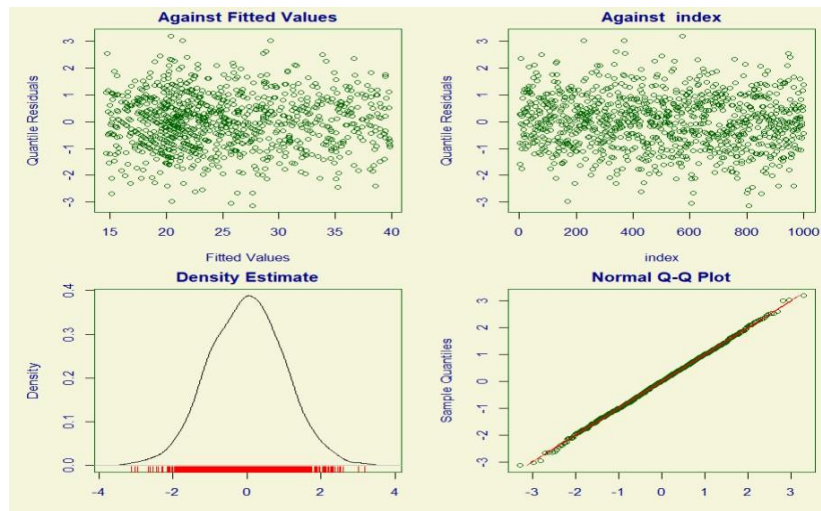 Against Fitted Values
Quantile Residuals
3
2
1
0
-1
-2
-3
15 20 25 30 35 40
Fitted Values
Against index
Quantile Residuals
3
2
1
0
-1
-2
-3
0 200 400 600 800 1000
index
Density Estimate
Density
0.4
0.3
0.2
0.1
0.0
-4 -2 0 2 4
Normal Q-Q Plot
Sample Quantiles
3
2
1
0
-1
-2
-3
-3 -2 -1 0 1 2 3